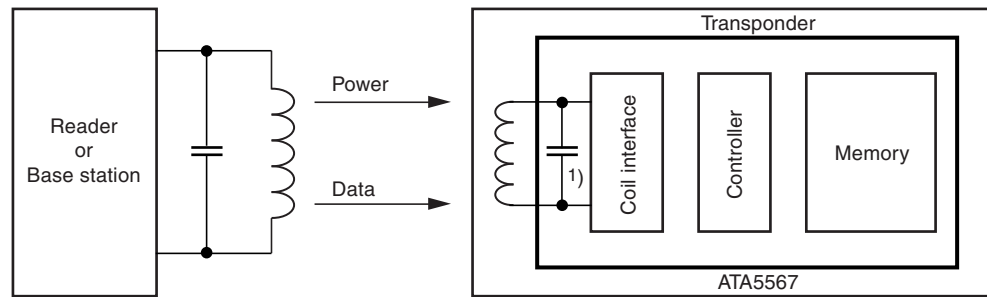 Transponder
Reader
or
Base station
Power
Data
1)
Coil interface
Controller
Memory
ATA5567